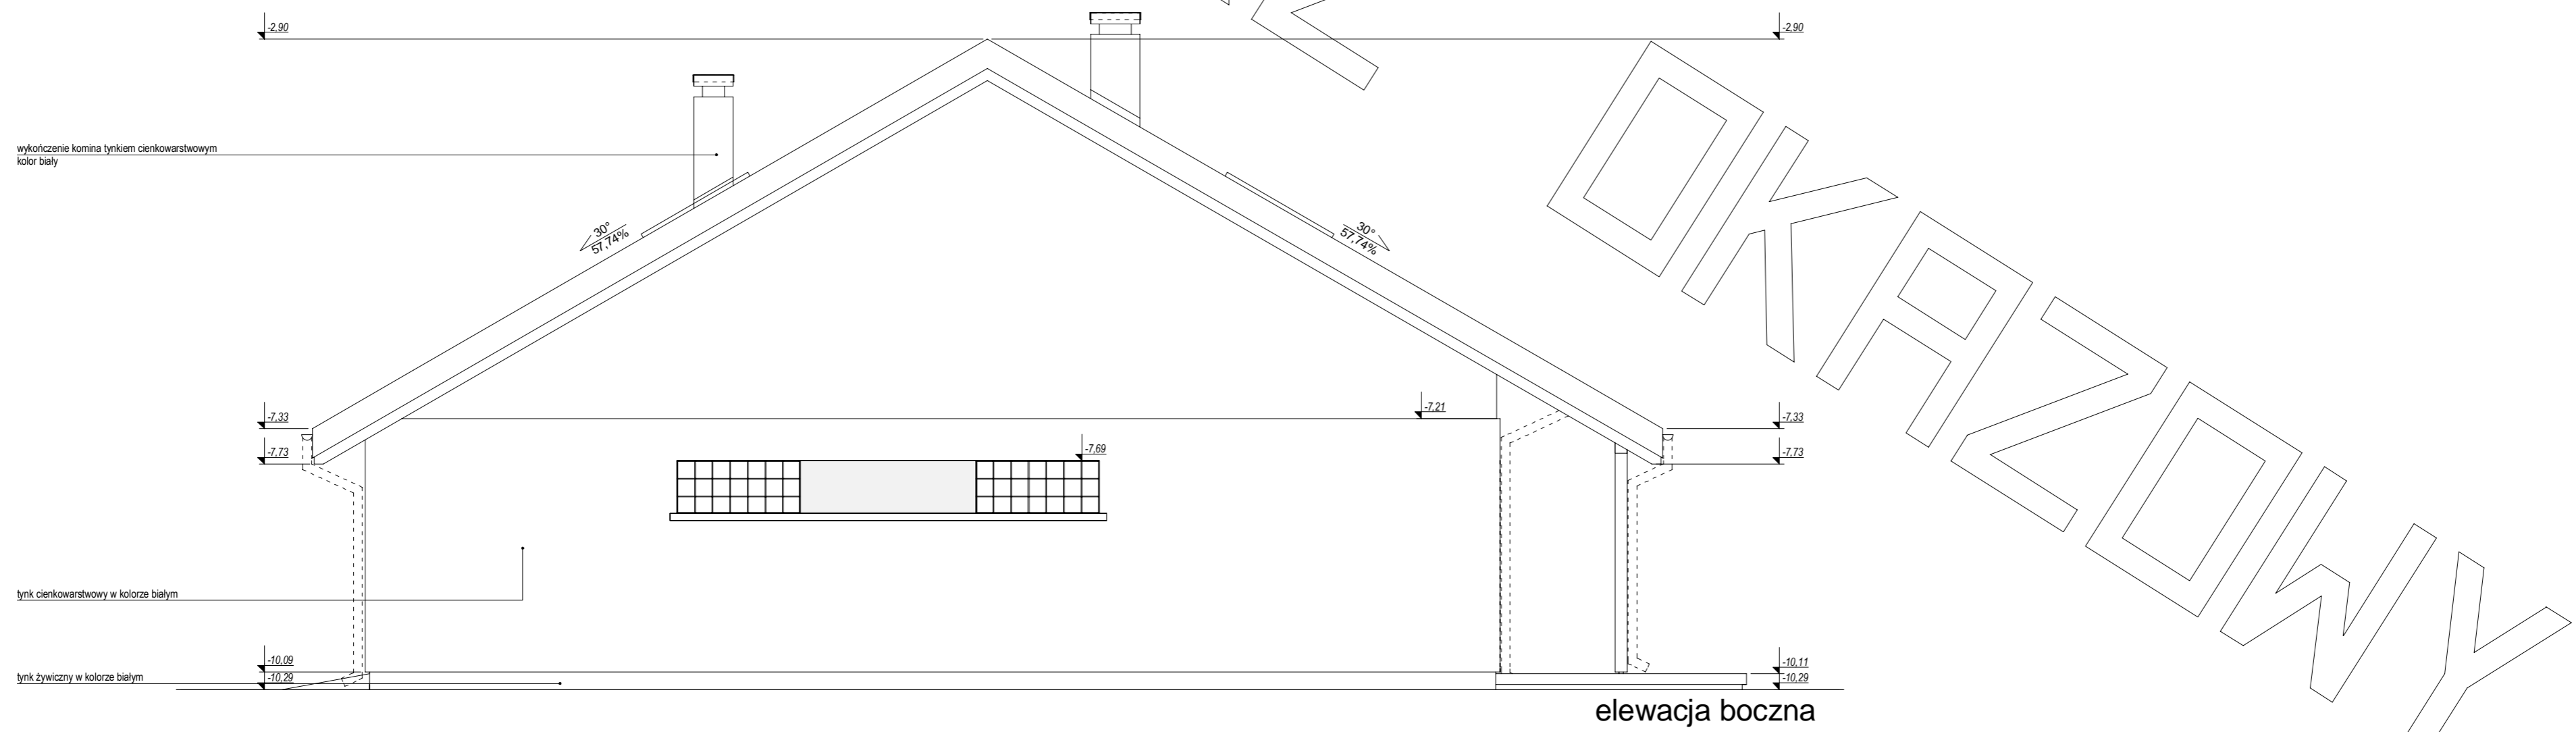 -2,90
-2,90
wykończenie komina tynkiem cienkowarstwowym
kolor biały
30°
57,74%
30°
57,74%
OKAZOWY
-7,33
-7,21
-7,33
-7,73
-7,69
-7,73
tynk cienkowarstwowy w kolorze białym
-10,09
-10,11
tynk żywiczny w kolorze białym
-10,29
-10,29
elewacja boczna